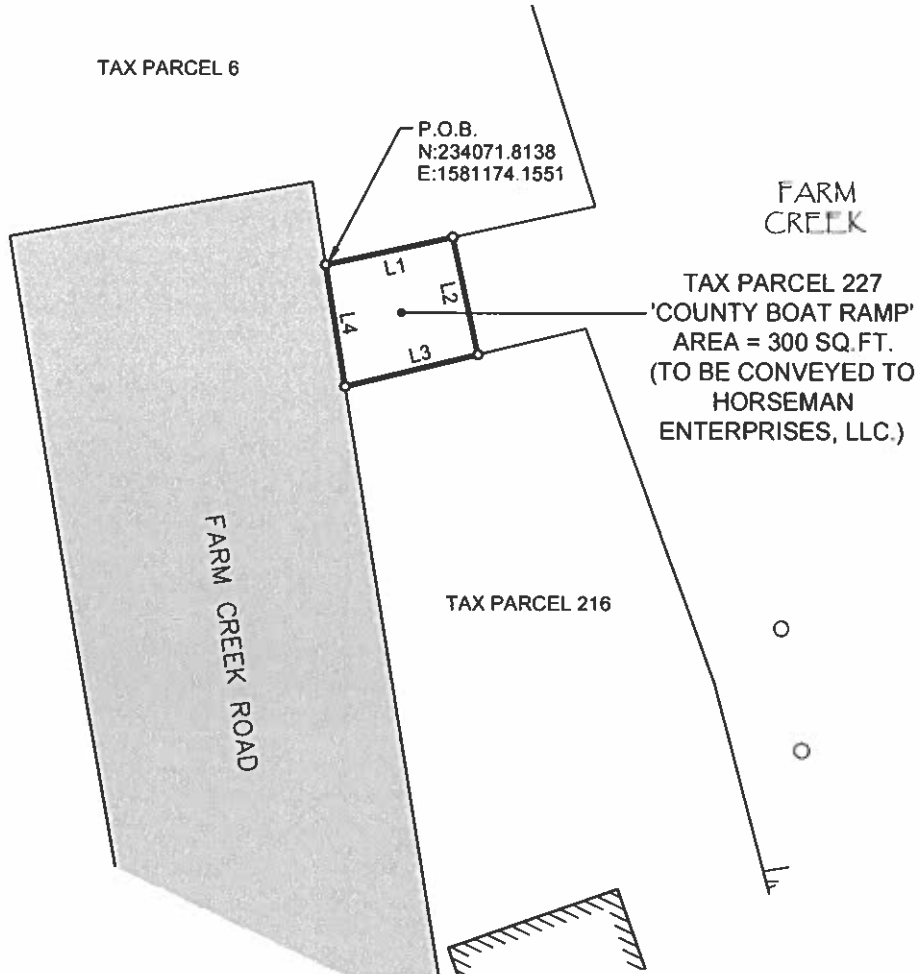 TAX PARCEL 6
P.O.B.
N:234071.8138
E:1581174.1551
FARM
CREEK
L1
L2
TAX PARCEL 227
'COUNTY BOAT RAMP'
AREA = 300 SQ.FT.
(TO BE CONVEYED TO
HORSEMAN
ENTERPRISES, LLC.)
L4
L3
FARM CREEK ROAD
TAX PARCEL 216